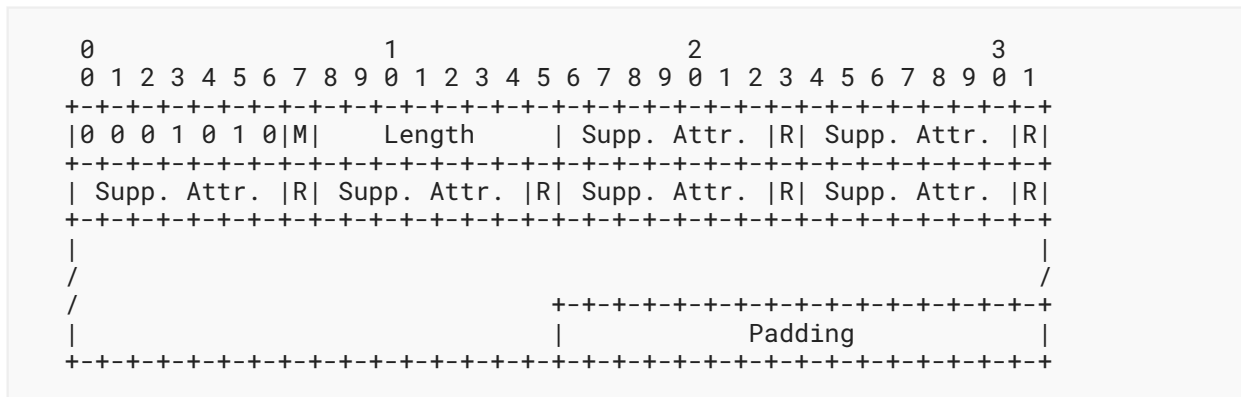 0                   1                   2                   3
 0 1 2 3 4 5 6 7 8 9 0 1 2 3 4 5 6 7 8 9 0 1 2 3 4 5 6 7 8 9 0 1
+-+-+-+-+-+-+-+-+-+-+-+-+-+-+-+-+-+-+-+-+-+-+-+-+-+-+-+-+-+-+-+-+
|0 0 0 1 0 1 0|M|    Length     | Supp. Attr. |R| Supp. Attr. |R|
+-+-+-+-+-+-+-+-+-+-+-+-+-+-+-+-+-+-+-+-+-+-+-+-+-+-+-+-+-+-+-+-+
| Supp. Attr. |R| Supp. Attr. |R| Supp. Attr. |R| Supp. Attr. |R|
+-+-+-+-+-+-+-+-+-+-+-+-+-+-+-+-+-+-+-+-+-+-+-+-+-+-+-+-+-+-+-+-+
|                                                               |
/                                                               /
/                               +-+-+-+-+-+-+-+-+-+-+-+-+-+-+-+-+
|                               |            Padding            |
+-+-+-+-+-+-+-+-+-+-+-+-+-+-+-+-+-+-+-+-+-+-+-+-+-+-+-+-+-+-+-+-+